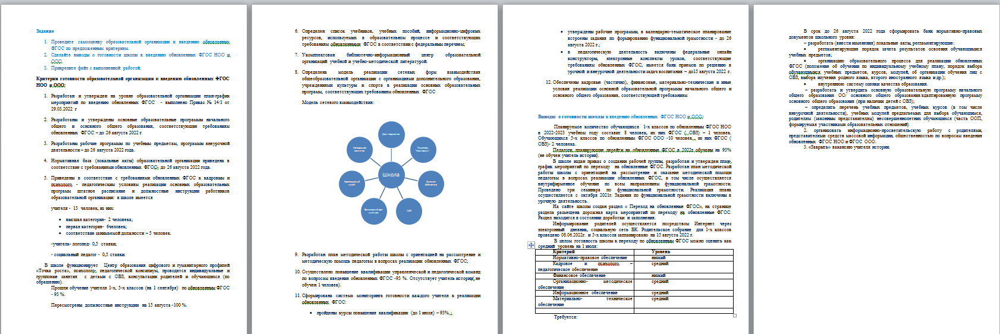 Задание
1. Проведите самооценку образовательной организации к введению обновленных
ФГОС по предложенным критериям.
2. Сделайте выводы о готовности школы к введению обновленных ФГОС НОО и
ООО.
3. Прикрепите файл с выполненной работой.
Критерии готовности образовательной организации к введению обновленных ФГОС
НОО и ООО:
1. Разработан и утвержден на уровне образовательной организации план-график
мероприятий по введению обновленных ФГОС - выполнено Приказ № 14/1 от
29.03.2022 г
2. Разработаны и утверждены основные образовательные программы начального
общего и основного общего образования, соответствующие требованиям
обновленных ФГОС – до 26 августа 2022 г
3. Разработаны рабочие программы по учебным предметам, программы внеурочной
деятельности – до 26 августа 2022 года.
4. Нормативная база (локальные акты) образовательной организации приведена в
соответствие с требованиями обновленных ФГОС; до 26 августа 2022 года.
5. Приведены в соответствие с требованиями обновленных ФГОС к кадровым и
психолого - педагогическим условиям реализации основных образовательных
программ штатное расписание и должностные инструкции работников
образовательной организации: в школе имеется
учителя - 13 человек, из них:
• высшая категория- 2 человека;
• первая категория- 6человек;
• соответствие занимаемой должности – 5 человек.
-учитель- логопед- 0,5 ставки;
- социальный педагог - 0,5 ставки.
В школе функционирует Центр образования цифрового и гуманитарного профилей
«Точка роста», психолого-, педагогический консилиум, проводятся индивидуальные и
групповые занятия с детьми с ОВЗ, консультации родителей и обучающихся (по
обращению).
Прошли обучение учителя 1-х, 5-х классов (на 1 сентября) по обновленным ФГОС
- 93 %.
Пересмотрены должностные инструкции на 15 августа -100 %.
6. Определен список учебников, учебных пособий, информационно-цифровых
ресурсов, используемых в образовательном процессе и соответствующих
требованиям обновленными ФГОС в соответствии с федеральным перечнем;
7. Укомплектован библиотечно-информационный центр образовательной
организаций учебной и учебно-методической литературой.
8. Определена модель реализации сетевых форм взаимодействия
общеобразовательной организации с организациями дополнительного образования,
учреждениями культуры и спорта в реализации основных образовательных
программ, соответствующих требованиям обновленных ФГОС
Модель сетевого взаимодействия:
Школа
9. Разработан план методической работы школы с ориентацией на рассмотрение и
методическую помощь педагогам в вопросах реализации обновленных ФГОС;
10. Осуществлено повышение квалификации управленческой и педагогической команд
по вопросам введения обновленных ФГОС -93 %. Отсутствует учитель истории( не
обучен 1 человек).
11. Сформирована система мониторинга готовности каждого учителя к реализации
обновленных ФГОС:
• пройдены курсы повышения квалификации (до 1 июля) – 93%.;
• утверждены рабочие программы, в календарно-тематическое планирование
встроены задания по формированию функциональной грамотности - до 26
августа 2022 г.;
• в педагогическую деятельность включены федеральные онлайн
конструкторы, электронные конспекты уроков, соответствующие
требованиям обновленных ФГОС, имеется банк приемов по решению в
урочной и внеурочной деятельности задач воспитания – до15 августа 2022 г.
12. Обеспечены кадровые (частично), финансовые, материально-технические и иные
условия реализации основной образовательной программы начального общего и
основного общего образования, соответствующей требованиям
Выводы о готовности школы к введению обновленных ФГОС НОО и ООО:
Планируемое количество обучающихся 1-х классов по обновленным ФГОС НОО
в 2022-2023 учебном году составит 8 человек, их них ФГОС ( , ОВЗ) – 1 человек.
Обучающихся 5-х классов по обновленным ФГОС ООО -10 человек , из них ФГОС (
ОВЗ)- 2 человека.
Педагоги, планирующие перейти на обновленные ФГОС в 2022г обучены на 93%
(не обучен учитель истории).
В школе издан приказ о создании рабочей группы, разработан и утвержден план-
график мероприятий по переходу на обновленные ФГОС. Разработан план методической
работы школы с ориентацией на рассмотрение и оказание методической помощи
педагогам в вопросах реализации обновленных ФГОС, в том числе осуществляется
внутрифирменное обучение по всем направлениям функциональной грамотности.
Проведено три семинара по функциональной грамотности. Реализация плана
осуществляется с октября 2021г. Задания по функциональной грамотности включены в
урочную деятельность.
На сайте школы создан раздел « Переход на обновленные ФГОС», на странице
раздела размещена дорожная карта мероприятий по переходу на обновленные ФГОС.
Раздел находится в состоянии доработки и заполнения.
Информирование родителей осуществляется посредством Интернет через
электронный дневник, социальную сеть ВК. Родительское собрание для 1-х классов
проведено 08.06.2022г. и 5-х классов запланировано на 15 августа 2022 г.
В целом готовность школы к переходу по обновленным ФГОС можно оценить как
средний уровень на 1 июля:
Критерий Уровень
Нормативно-правовое обеспечение низкий
Кадровое и психолого – средний
педагогическое обеспечение
Финансовое обеспечение низкий
Организационно- методическое средний
обеспечение
Информационное обеспечение средний
Материально- техническое средний
обеспечение
Требуется:
В срок до 26 августа 2022 года сформировать банк нормативно-правовых
документов школьного уровня:
– разработать (внести изменения) локальные акты, регламентирующие:
• регламентирующие порядок зачета результатов освоения обучающимися
учебных предметов;
• организацию образовательного процесса для реализации обновленных
ФГОС (положение об обучении по индивидуальному учебному плану, порядок выбора
обучающимися учебных предметов, курсов, модулей, об организации обучения лиц с
ОВЗ, выбора изучения родного языка, второго иностранного языка и др.);
• внутреннюю систему оценки качества образования.
– разработать и утвердить основную образовательную программу начального
общего образования ОО/ основного общего образования/адаптированную программу
основного общего образования (при наличии детей с ОВЗ);
– определить перечень учебных предметов, учебных курсов (в том числе
внеурочной деятельности), учебных модулей предлагаемых для выбора обучающимся,
родителям (законным представителям) несовершеннолетних обучающихся (часть ООП,
формируемая участниками образовательных отношений)
2. организовать информационно-просветительскую работу с родителями,
представителями средств массовой информации, общественностью по вопросам введения
обновлённых ФГОС НОО и ФГОС ООО.
3. «Закрыть» вакансию учителя истории.